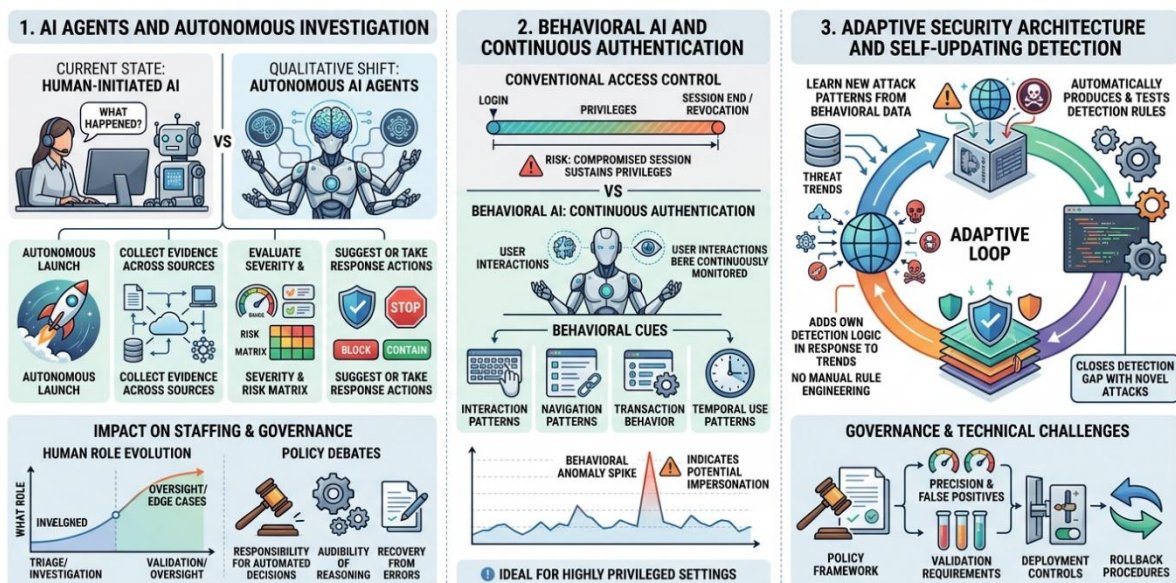 1. AI AGENTS AND AUTONOMOUS INVESTIGATION
CURRENT STATE:
HUMAN-INITIATED AI
WHAT
HAPPENED?
VS
QUALITATIVE SHIFT:
AUTONOMOUS AI AGENTS
AUTONOMOUS
LAUNCH
AUTONOMOUS
LAUNCH
COLLECT EVIDENCE
ACROSS SOURCES
COLLECT EVIDENCE
ACROSS SOURCES
EVALUATE
SEVERITY &
RISK
MATRIX
SEVERITY &
RISK MATRIX
SUGGEST OR TAKE
RESPONSE ACTIONS
STOP
BLOCK
CONTAIN
SUGGEST OR TAKE
RESPONSE ACTIONS
IMPACT ON STAFFING & GOVERNANCE
HUMAN ROLE EVOLUTION
WHAT ROLE
INVELGNED
OVERSIGHT/
EDGE CASES
TRIAGE/
INVESTIGATION
VALIDATION/
OVERSIGHT
POLICY DEBATES
RESPONSIBILITY
FOR AUTOMATED
DECISIONS
AUDIBILITY
OF
REASONING
RECOVERY
FROM
ERRORS
2. BEHAVIORAL AI AND
CONTINUOUS AUTHENTICATION
CONVENTIONAL ACCESS CONTROL
LOGIN
PRIVILEGES
SESSION END /
REVOCATION
RISK: COMPROMISED SESSION
SUSTAINS PRIVILEGES
VS
BEHAVIORAL AI: CONTINUOUS AUTHENTICATION
USER
INTERACTIONS
USER INTERACTIONS
BERE CONTINUOUSLY
MONITORED
BEHAVIORAL CUES
INTERACTION
PATTERNS
NAVIGATION
PATTERNS
TRANSACTION
BEHAVIOR
TEMPORAL USE
PATTERNS
BEHAVIORAL
ANOMALY SPIKE
INDICATES
POTENTIAL
IMPERSONATION
IDEAL FOR HIGHLY PRIVILEGED SETTINGS
3. ADAPTIVE SECURITY ARCHITECTURE
AND SELF-UPDATING DETECTION
LEARN NEW ATTACK
PATTERNS FROM
BEHAVIORAL DATA
AUTOMATICALLY
PRODUCES & TESTS
DETECTION RULES
THREAT
TRENDS
ADAPTIVE
LOOP
ADDS OWN
DETECTION LOGIC
IN RESPONSE TO
TRENDS
NO MANUAL RULE
ENGINEERING
CLOSES DETECTION
GAP WITH NOVEL
ATTACKS
GOVERNANCE & TECHNICAL CHALLENGES
POLICY
FRAMEWORK
PRECISION &
FALSE POSITIVES
VALIDATION
REQUIREMENTS
DEPLOYMENT
CONTROLS
ROLLBACK
PROCEDURES